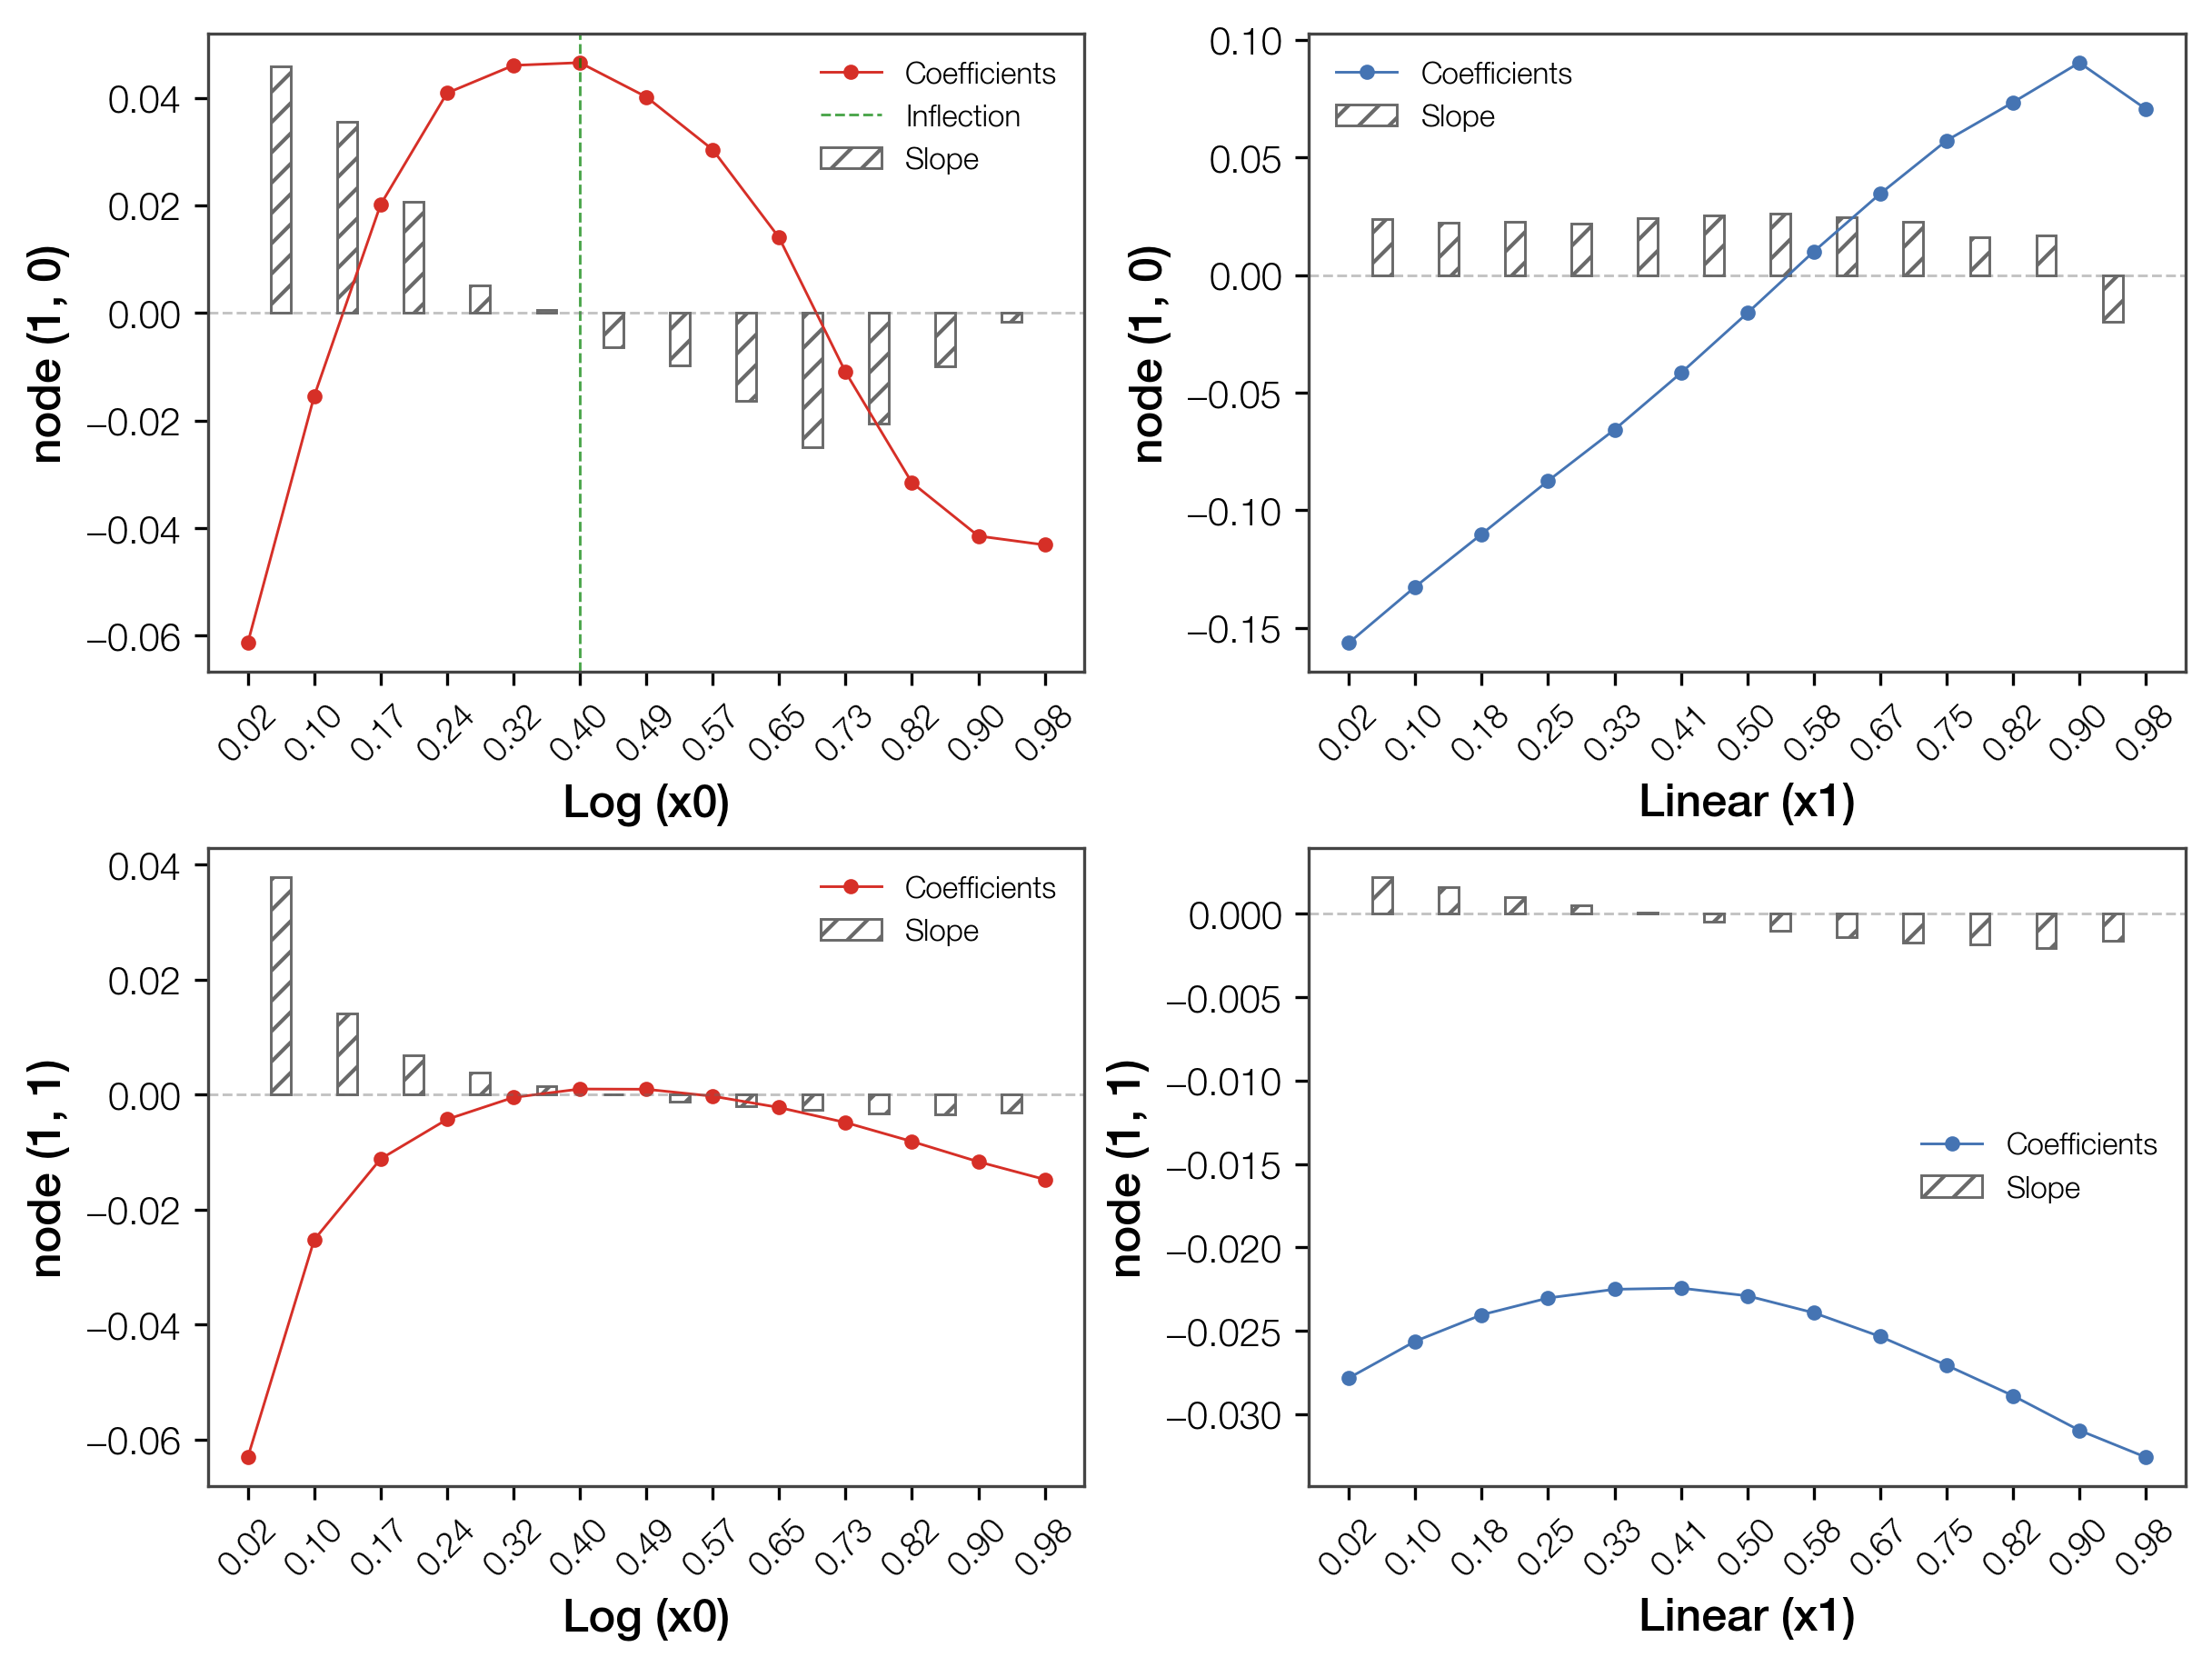 node (1, 0)
0.04
0.02
0.00
−0.02
−0.04
−0.06
Coefficients
Inflection
Slope
0.02 0.10 0.17 0.24 0.32 0.40 0.49 0.57 0.65 0.73 0.82 0.90 0.98
Log (x0)
node (1, 0)
0.10
0.05
0.00
−0.05
−0.10
−0.15
Coefficients
Slope
0.02 0.10 0.18 0.25 0.33 0.41 0.50 0.58 0.67 0.75 0.82 0.90 0.98
Linear (x1)
node (1, 1)
0.04
0.02
0.00
−0.02
−0.04
−0.06
Coefficients
Slope
0.02 0.10 0.17 0.24 0.32 0.40 0.49 0.57 0.65 0.73 0.82 0.90 0.98
Log (x0)
node (1, 1)
0.000
−0.005
−0.010
−0.015
−0.020
−0.025
−0.030
Coefficients
Slope
0.02 0.10 0.18 0.25 0.33 0.41 0.50 0.58 0.67 0.75 0.82 0.90 0.98
Linear (x1)